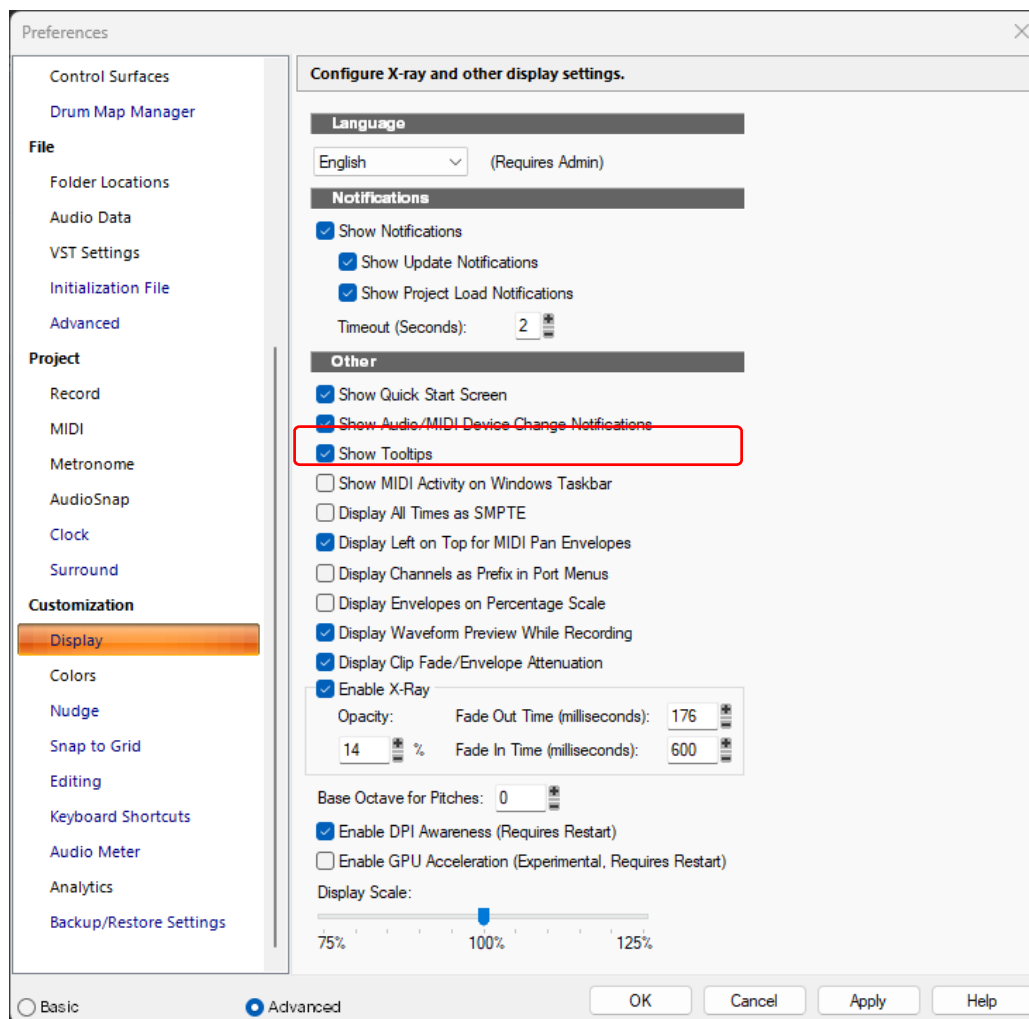 Preferences
Control Surfaces
Drum Map Manager
File
Folder Locations
Audio Data
VST Settings
Initialization File
Advanced
Project
Record
MIDI
Metronome
AudioSnap
Clock
Surround
Customization
Display
Colors
Nudge
Snap to Grid
Editing
Keyboard Shortcuts
Audio Meter
Analytics
Backup/Restore Settings
Basic
Advanced
Configure X-ray and other display settings.
Language
English (Requires Admin)
Notifications
Show Notifications
Show Update Notifications
Show Project Load Notifications
Timeout (Seconds): 2
Other
Show Quick Start Screen
Show Audio/MIDI Device Change Notifications
Show Tooltips
Show MIDI Activity on Windows Taskbar
Display All Times as SMPTE
Display Left on Top for MIDI Pan Envelopes
Display Channels as Prefix in Port Menus
Display Envelopes on Percentage Scale
Display Waveform Preview While Recording
Display Clip Fade/Envelope Attenuation
Enable X-Ray
Opacity: Fade Out Time (milliseconds): 176
14 % Fade In Time (milliseconds): 600
Base Octave for Pitches: 0
Enable DPI Awareness (Requires Restart)
Enable GPU Acceleration (Experimental, Requires Restart)
Display Scale:
75% 100% 125%
OK Cancel Apply Help